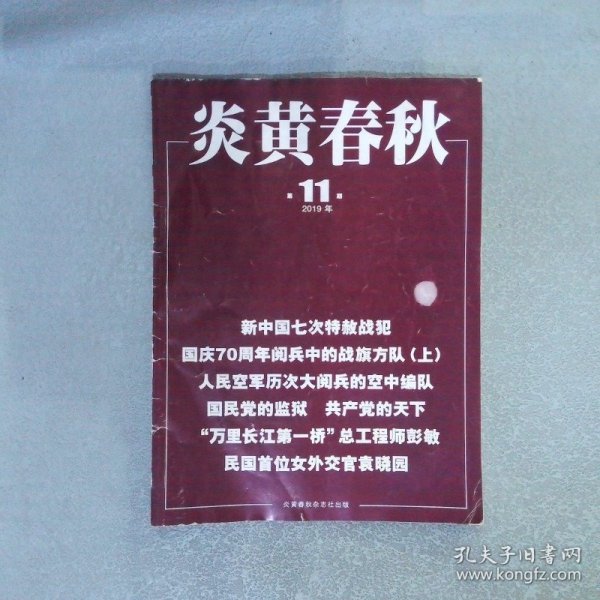 炎黄春秋
第 11 期
2019 年
新中国七次特赦战犯
国庆70周年阅兵中的战旗方队（上）
人民空军历次大阅兵的空中编队
国民党的监狱 共产党的天下
“万里长江第一桥”总工程师彭敏
民国首位女外交官袁晓园
炎黄春秋杂志社出版
孔夫子旧书网
www.kongfz.com